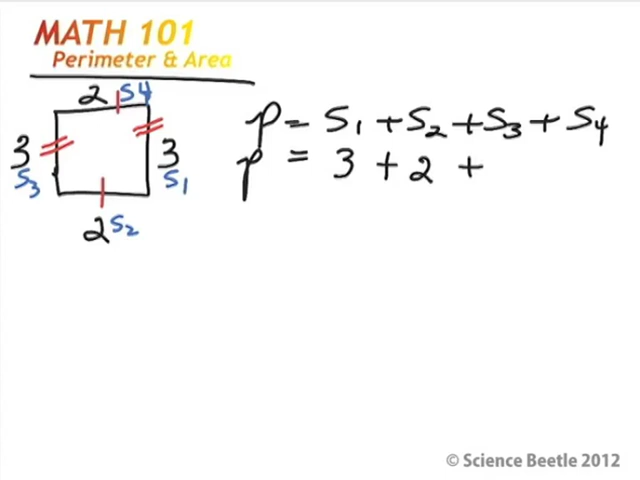 MATH 101
Perimeter & Area
2 S4
3
S3
3
S1
2 S2
P = S1 + S2 + S3 + S4
P = 3 + 2 +
© Science Beetle 2012